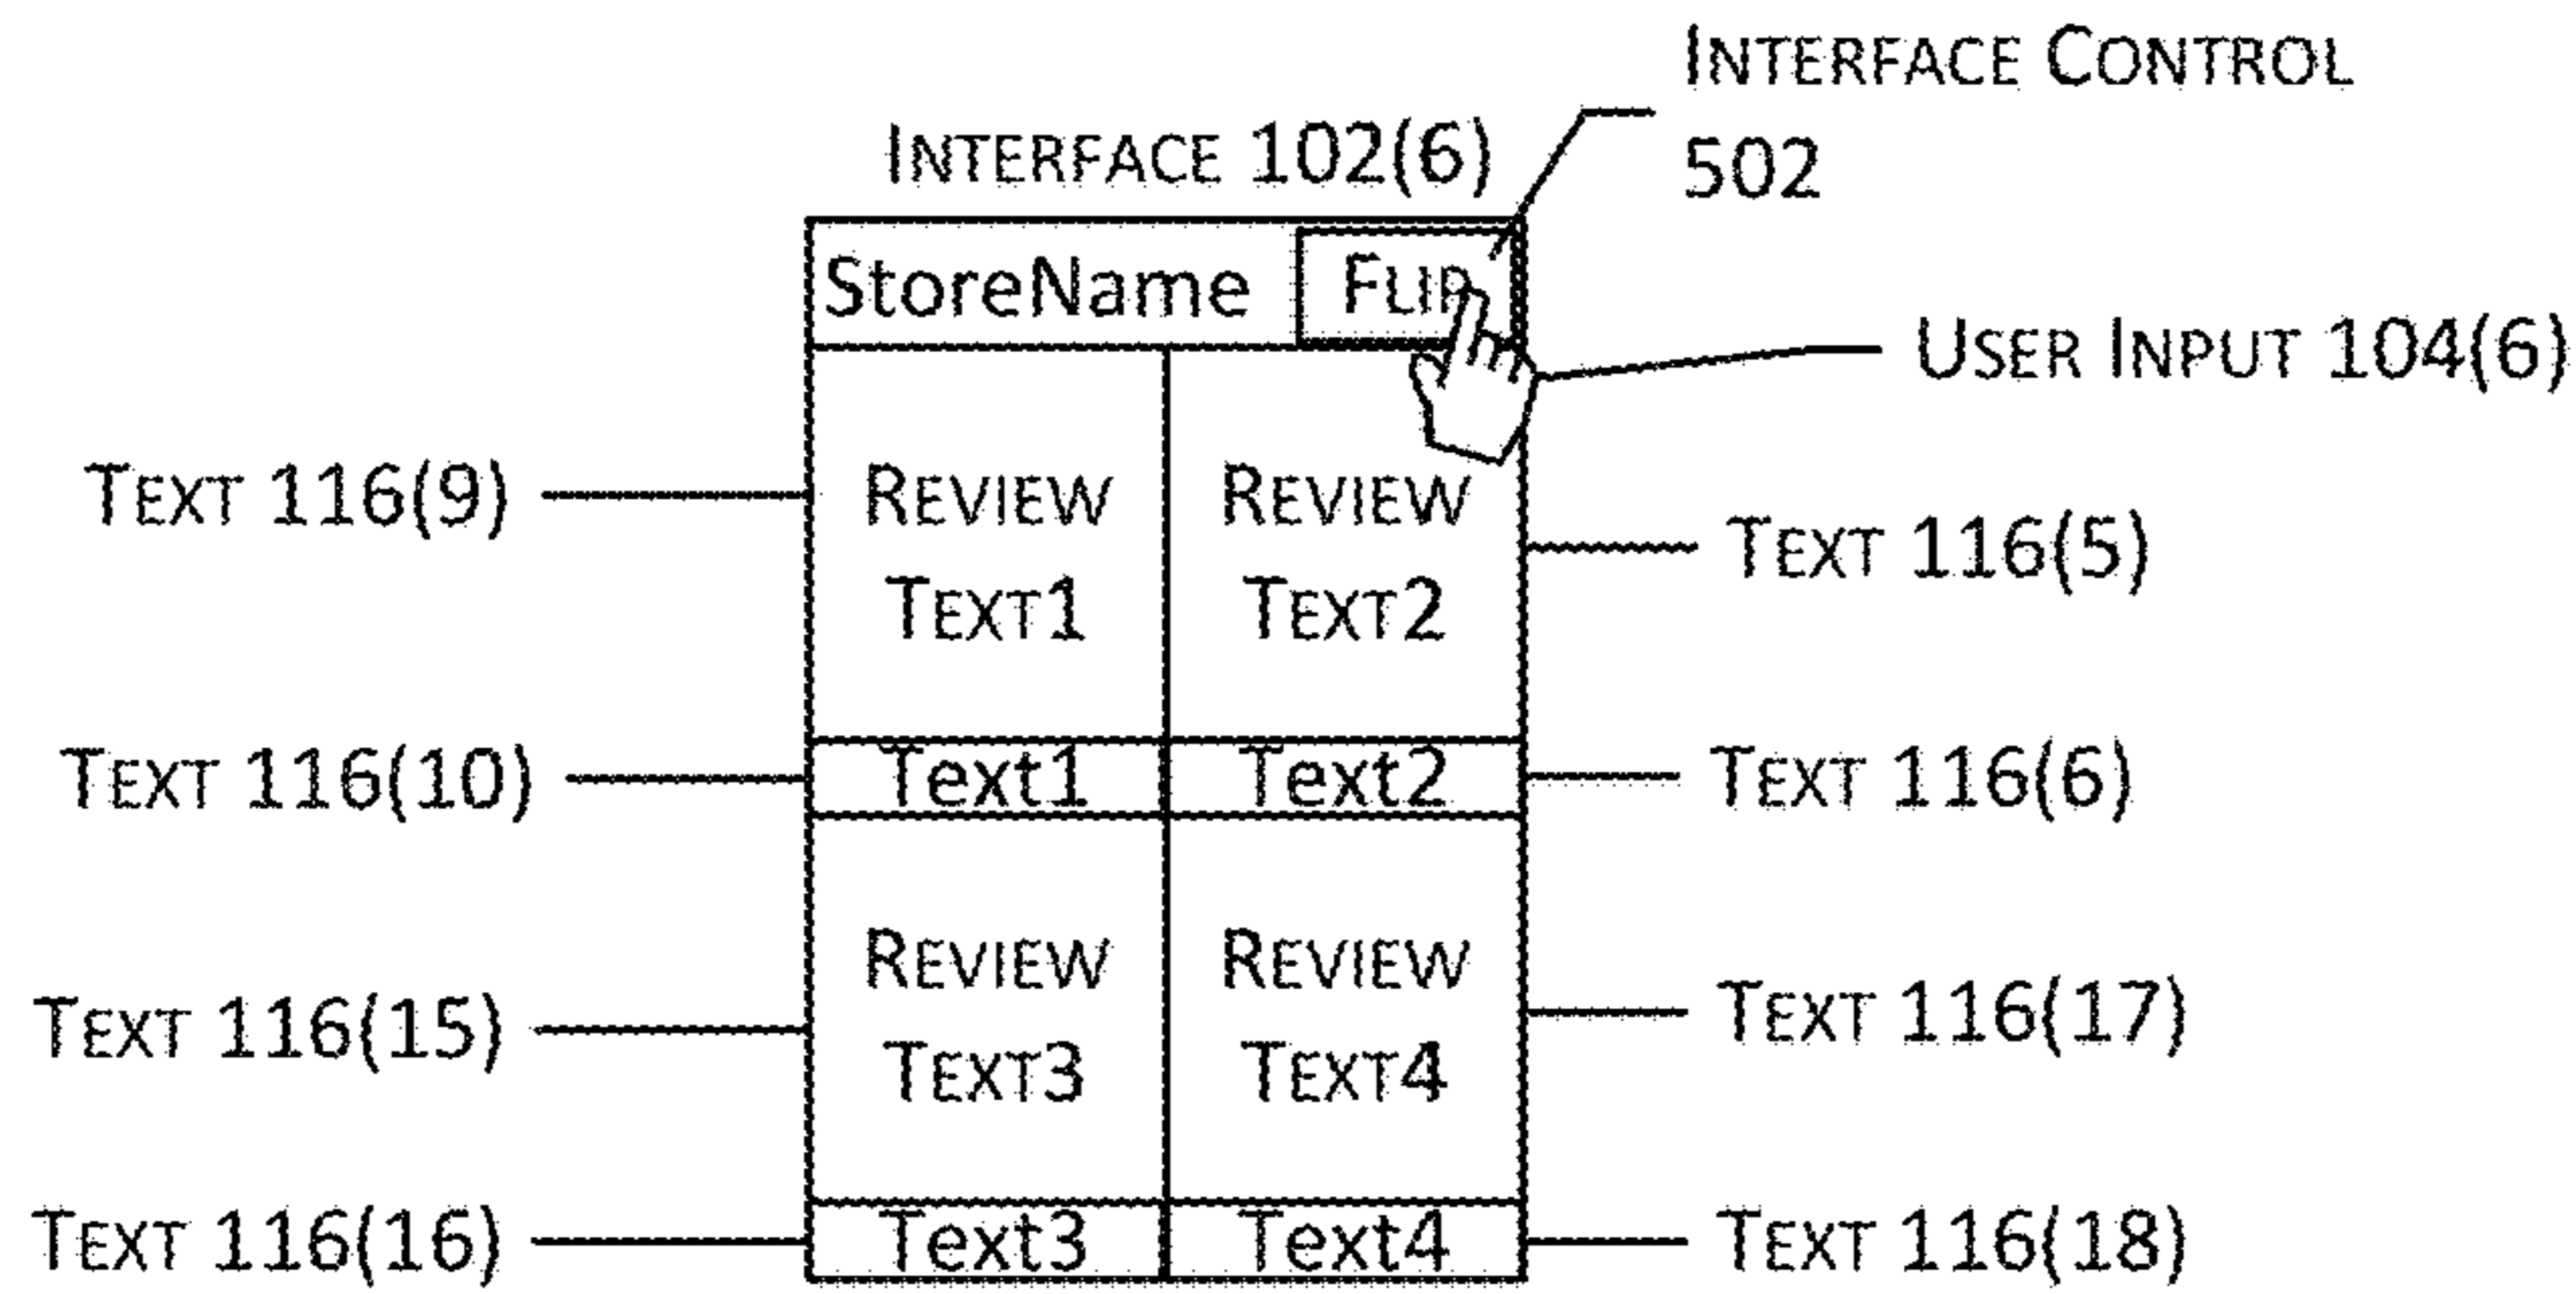 INTERFACE CONTROL
502
INTERFACE 102(6)
StoreName FLIP
USER INPUT 104(6)
TEXT 116(9)
REVIEW
TEXT1
REVIEW
TEXT2
TEXT 116(5)
TEXT 116(10)
Text1
Text2
TEXT 116(6)
TEXT 116(15)
REVIEW
TEXT3
REVIEW
TEXT4
TEXT 116(17)
TEXT 116(16)
Text3
Text4
TEXT 116(18)